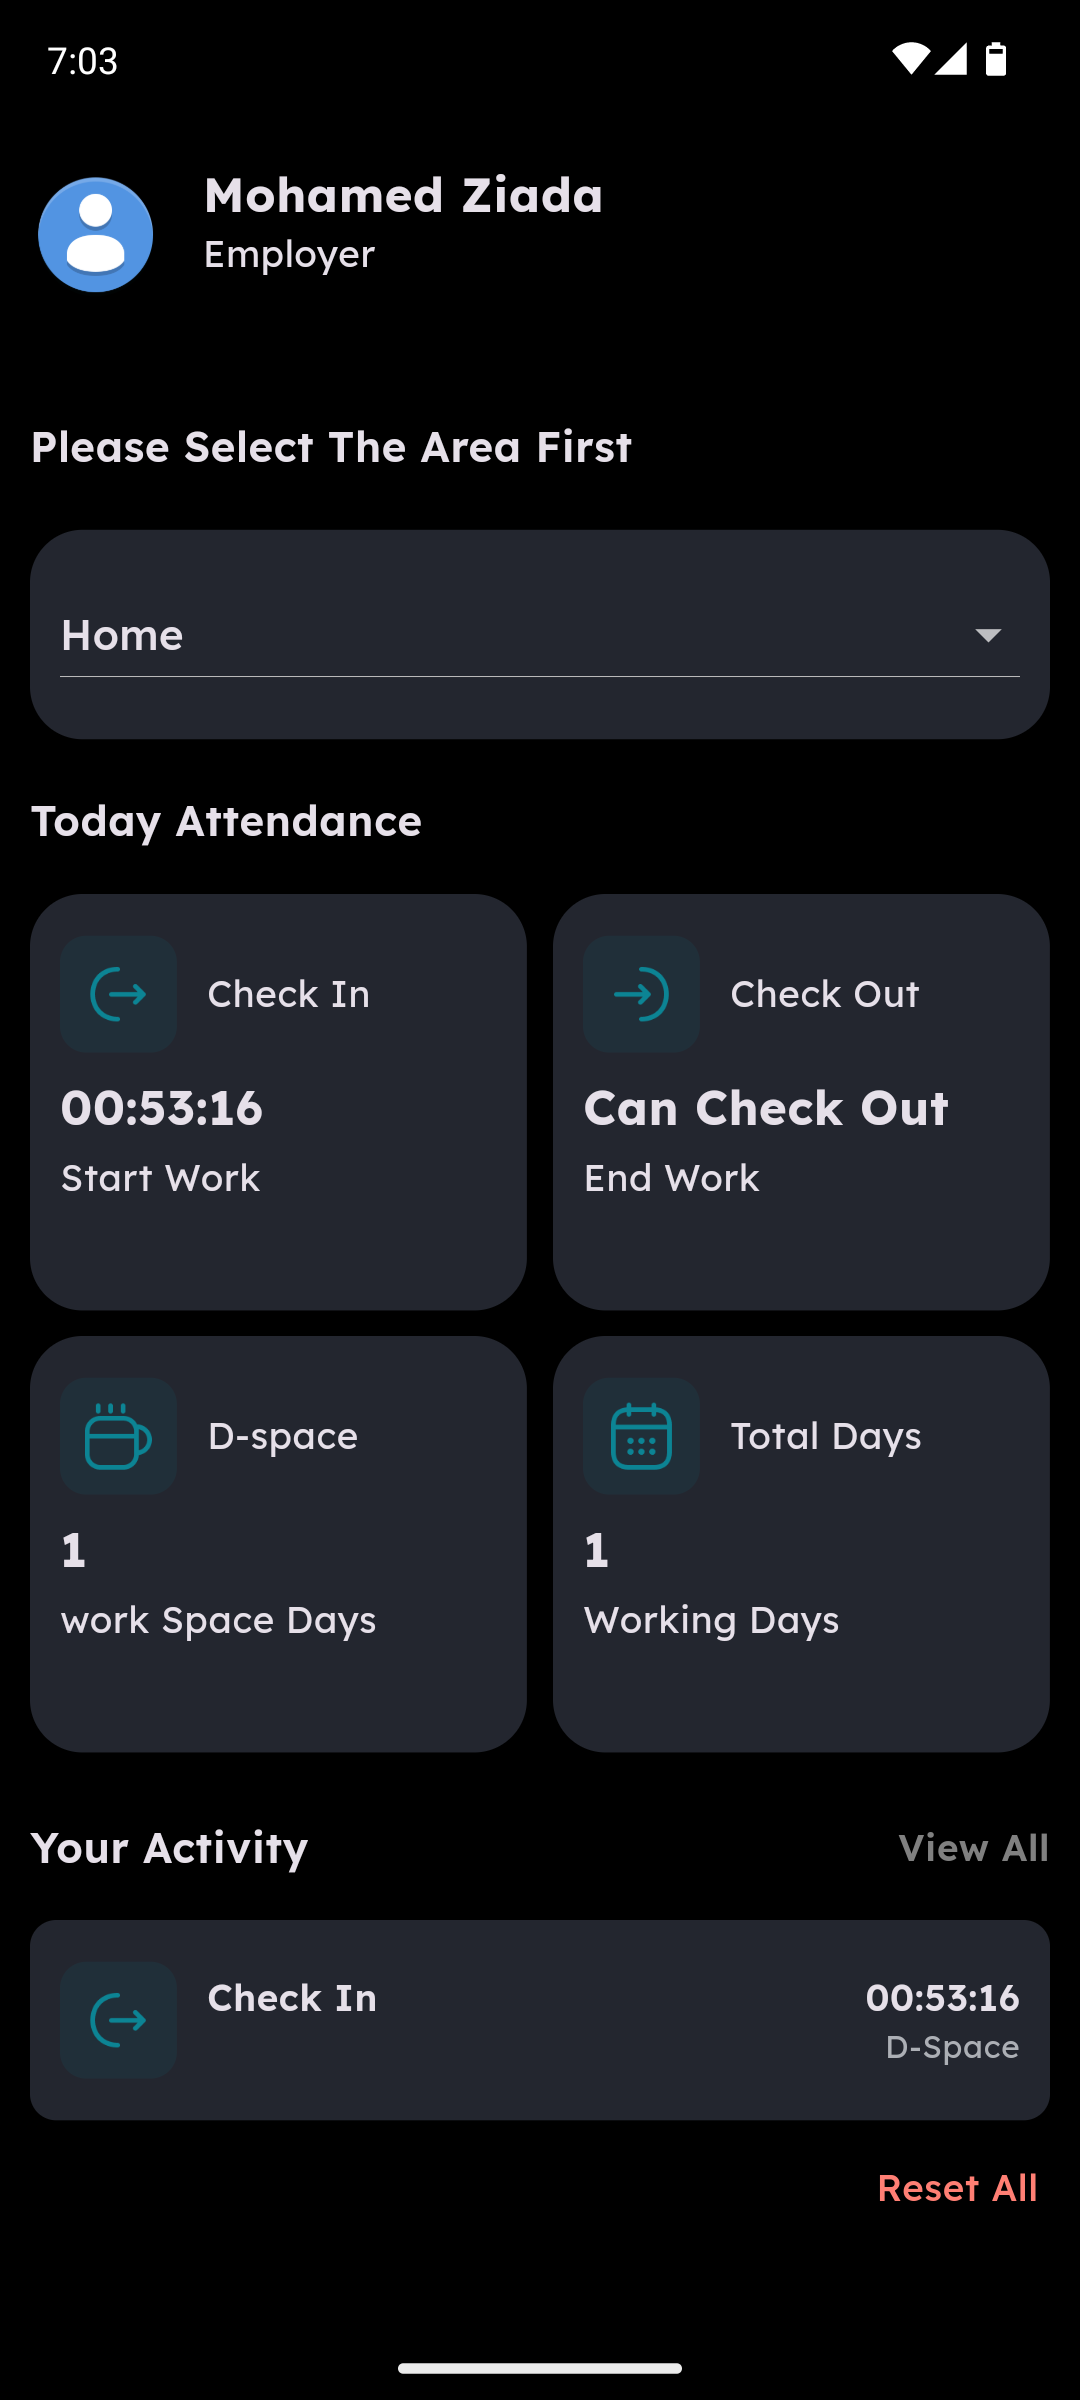 7:03
Mohamed Ziada
Employer
Please Select The Area First
Home
Today Attendance
Check In
00:53:16
Start Work
Check Out
Can Check Out
End Work
D-space
1
work Space Days
Total Days
1
Working Days
Your Activity
View All
Check In
00:53:16
D-Space
Reset All